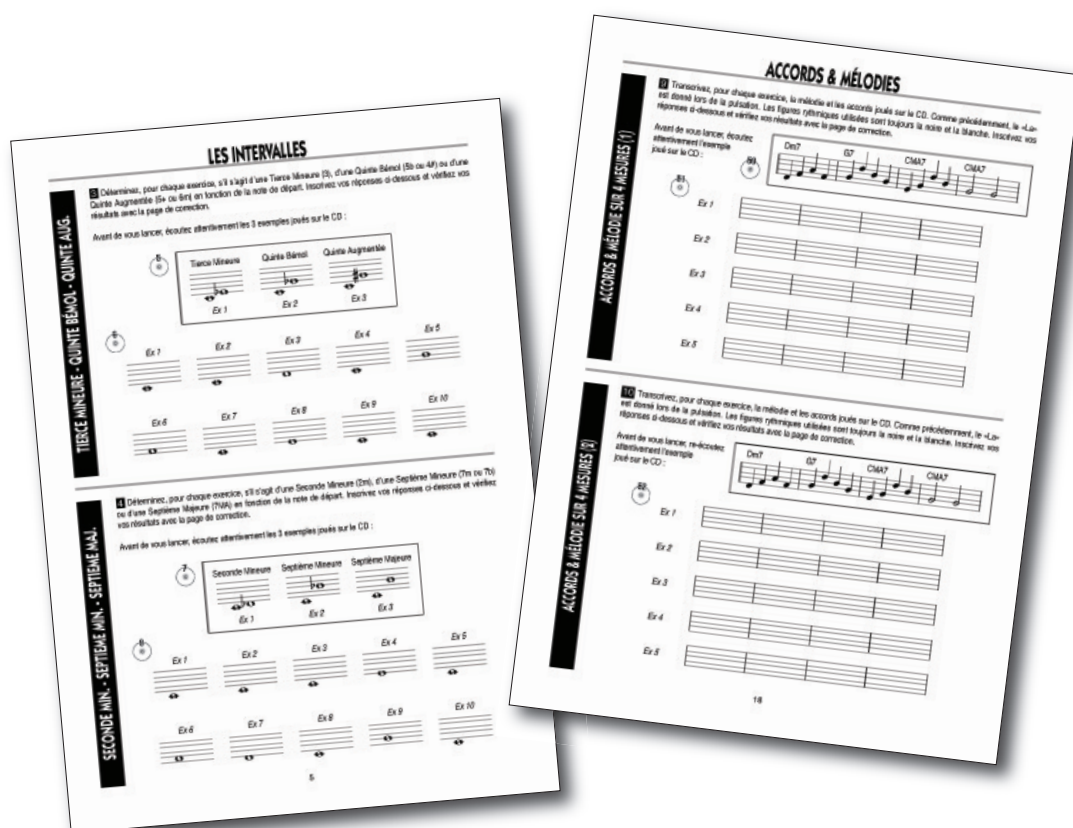 LES INTERVALLES
TIERCE MINEURE - QUINTE BÉMOL - QUINTE AUG.
3 Déterminez, pour chaque exercice, s'il s'agit d'une Tierce Mineure (3), d'une Quinte Bémol (5b ou 4#) ou d'une
Quinte Augmentée (5+ ou 6m) en fonction de la note de départ. Inscrivez vos réponses ci-dessous et vérifiez vos
résultats avec la page de correction.
Avant de vous lancer, écoutez attentivement les 3 exemples joués sur le CD :
5
Tierce Mineure Quinte Bémol Quinte Augmentée
Ex 1 Ex 2 Ex 3
6
Ex 1 Ex 2 Ex 3 Ex 4 Ex 5
Ex 6 Ex 7 Ex 8 Ex 9 Ex 10
SECONDE MIN. - SEPTIEME MIN. - SEPTIEME MAJ.
4 Déterminez, pour chaque exercice, s'il s'agit d'une Seconde Mineure (2m), d'une Septième Mineure (7m ou 7b)
ou d'une Septième Majeure (7MA) en fonction de la note de départ. Inscrivez vos réponses ci-dessous et vérifiez
vos résultats avec la page de correction.
Avant de vous lancer, écoutez attentivement les 3 exemples joués sur le CD :
7
Seconde Mineure Septième Mineure Septième Majeure
Ex 1 Ex 2 Ex 3
8
Ex 1 Ex 2 Ex 3 Ex 4 Ex 5
Ex 6 Ex 7 Ex 8 Ex 9 Ex 10
5
ACCORDS & MÉLODIES
ACCORDS & MÉLODIE SUR 4 MESURES (1)
9 Transcrivez, pour chaque exercice, la mélodie et les accords joués sur le CD. Comme précédemment, le «La»
est donné lors de la pulsation. Les figures rythmiques utilisées sont toujours la noire et la blanche. Inscrivez vos
réponses ci-dessous et vérifiez vos résultats avec la page de correction.
Avant de vous lancer, écoutez
attentivement l'exemple
joué sur le CD :
50
Dm7 G7 CMA7 CMA7
51
Ex 1
Ex 2
Ex 3
Ex 4
Ex 5
ACCORDS & MÉLODIE SUR 4 MESURES (2)
10 Transcrivez, pour chaque exercice, la mélodie et les accords joués sur le CD. Comme précédemment, le «La»
est donné lors de la pulsation. Les figures rythmiques utilisées sont toujours la noire et la blanche. Inscrivez vos
réponses ci-dessous et vérifiez vos résultats avec la page de correction.
Avant de vous lancer, re-écoutez
attentivement l'exemple
joué sur le CD :
Dm7 G7 CMA7 CMA7
52
Ex 1
Ex 2
Ex 3
Ex 4
Ex 5
18